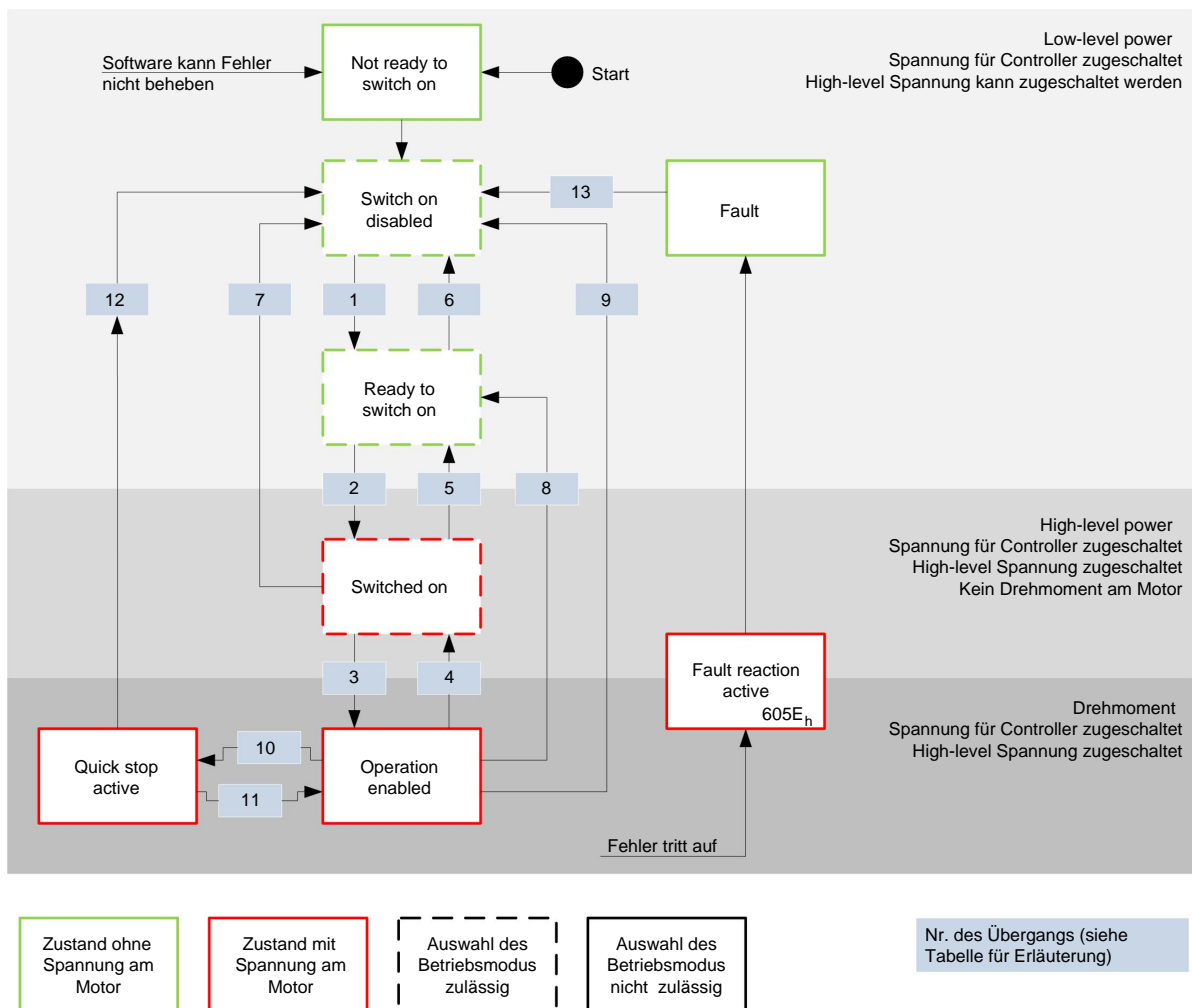 Low-level power
Spannung für Controller zugeschaltet
High-level Spannung kann zugeschaltet werden
Software kann Fehler
nicht beheben
Not ready to
switch on
Start
Switch on
disabled
13
Fault
12
7
1
6
9
Ready to
switch on
2
5
8
High-level power
Spannung für Controller zugeschaltet
High-level Spannung zugeschaltet
Kein Drehmoment am Motor
Switched on
3
4
Fault reaction
active
605Eh
Drehmoment
Spannung für Controller zugeschaltet
High-level Spannung zugeschaltet
Quick stop
active
10
11
Operation
enabled
Fehler tritt auf
Zustand ohne
Spannung am
Motor
Zustand mit
Spannung am
Motor
Auswahl des
Betriebsmodus
zulässig
Auswahl des
Betriebsmodus
nicht zulässig
Nr. des Übergangs (siehe
Tabelle für Erläuterung)